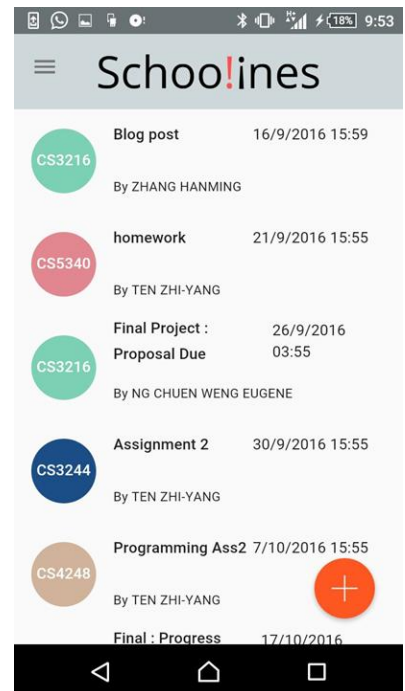 18% 9:53
Schoo!ines
Blog post 16/9/2016 15:59
CS3216
By ZHANG HANMING
homework 21/9/2016 15:55
CS5340
By TEN ZHI-YANG
Final Project : 26/9/2016
Proposal Due 03:55
CS3216
By NG CHUEN WENG EUGENE
Assignment 2 30/9/2016 15:55
CS3244
By TEN ZHI-YANG
Programming Ass2 7/10/2016 15:55
CS4248
By TEN ZHI-YANG
Final : Progress 17/10/2016